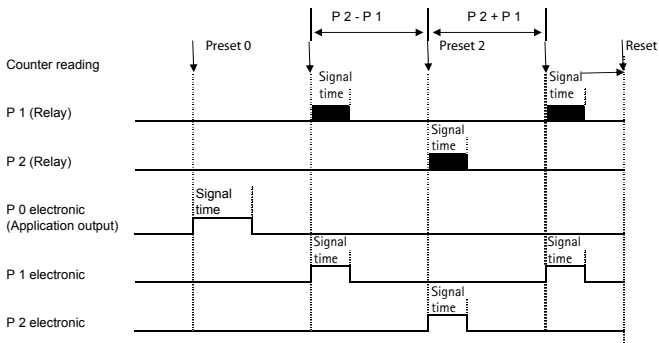 P 2 - P 1
P 2 + P 1
Preset 0
Preset 2
Reset
Counter reading
Signal
time
Signal
time
P 1 (Relay)
Signal
time
P 2 (Relay)
Signal
time
P 0 electronic
(Application output)
Signal
time
Signal
time
P 1 electronic
Signal
time
P 2 electronic